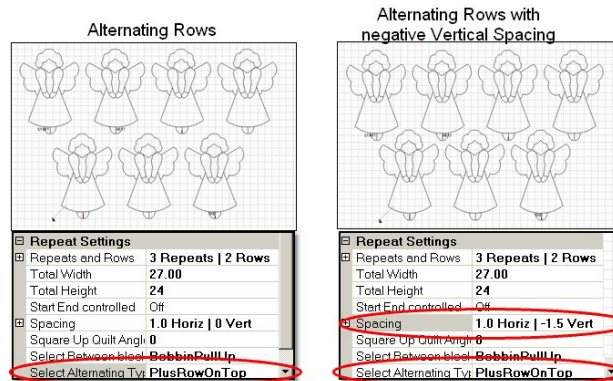 Alternating Rows
Repeat Settings
Repeats and Rows 3 Repeats | 2 Rows
Total Width 27.00
Total Height 24
Start End controlled Off
Spacing 1.0 Horiz | 0 Vert
Square Up Quilt Angl 0
Select Between bloc BobbinPullUp
Select Alternating Ty PlusRowOnTop
Alternating Rows with
negative Vertical Spacing
Repeat Settings
Repeats and Rows 3 Repeats | 2 Rows
Total Width 27.00
Total Height 24
Start End controlled Off
Spacing 1.0 Horiz | -1.5 Vert
Square Up Quilt Angl 0
Select Between bloc BobbinPullUp
Select Alternating Ty PlusRowOnTop